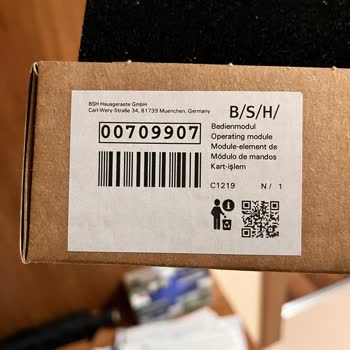 BSH Hausgeraete GmbH
Carl-Wery-Straße 34, 81739 Muenchen, Germany
B/S/H/
00709907
Bedienmodul
Operating module
Module-element de
Módulo de mandos
Kart-işlem
C1219 N/ 1